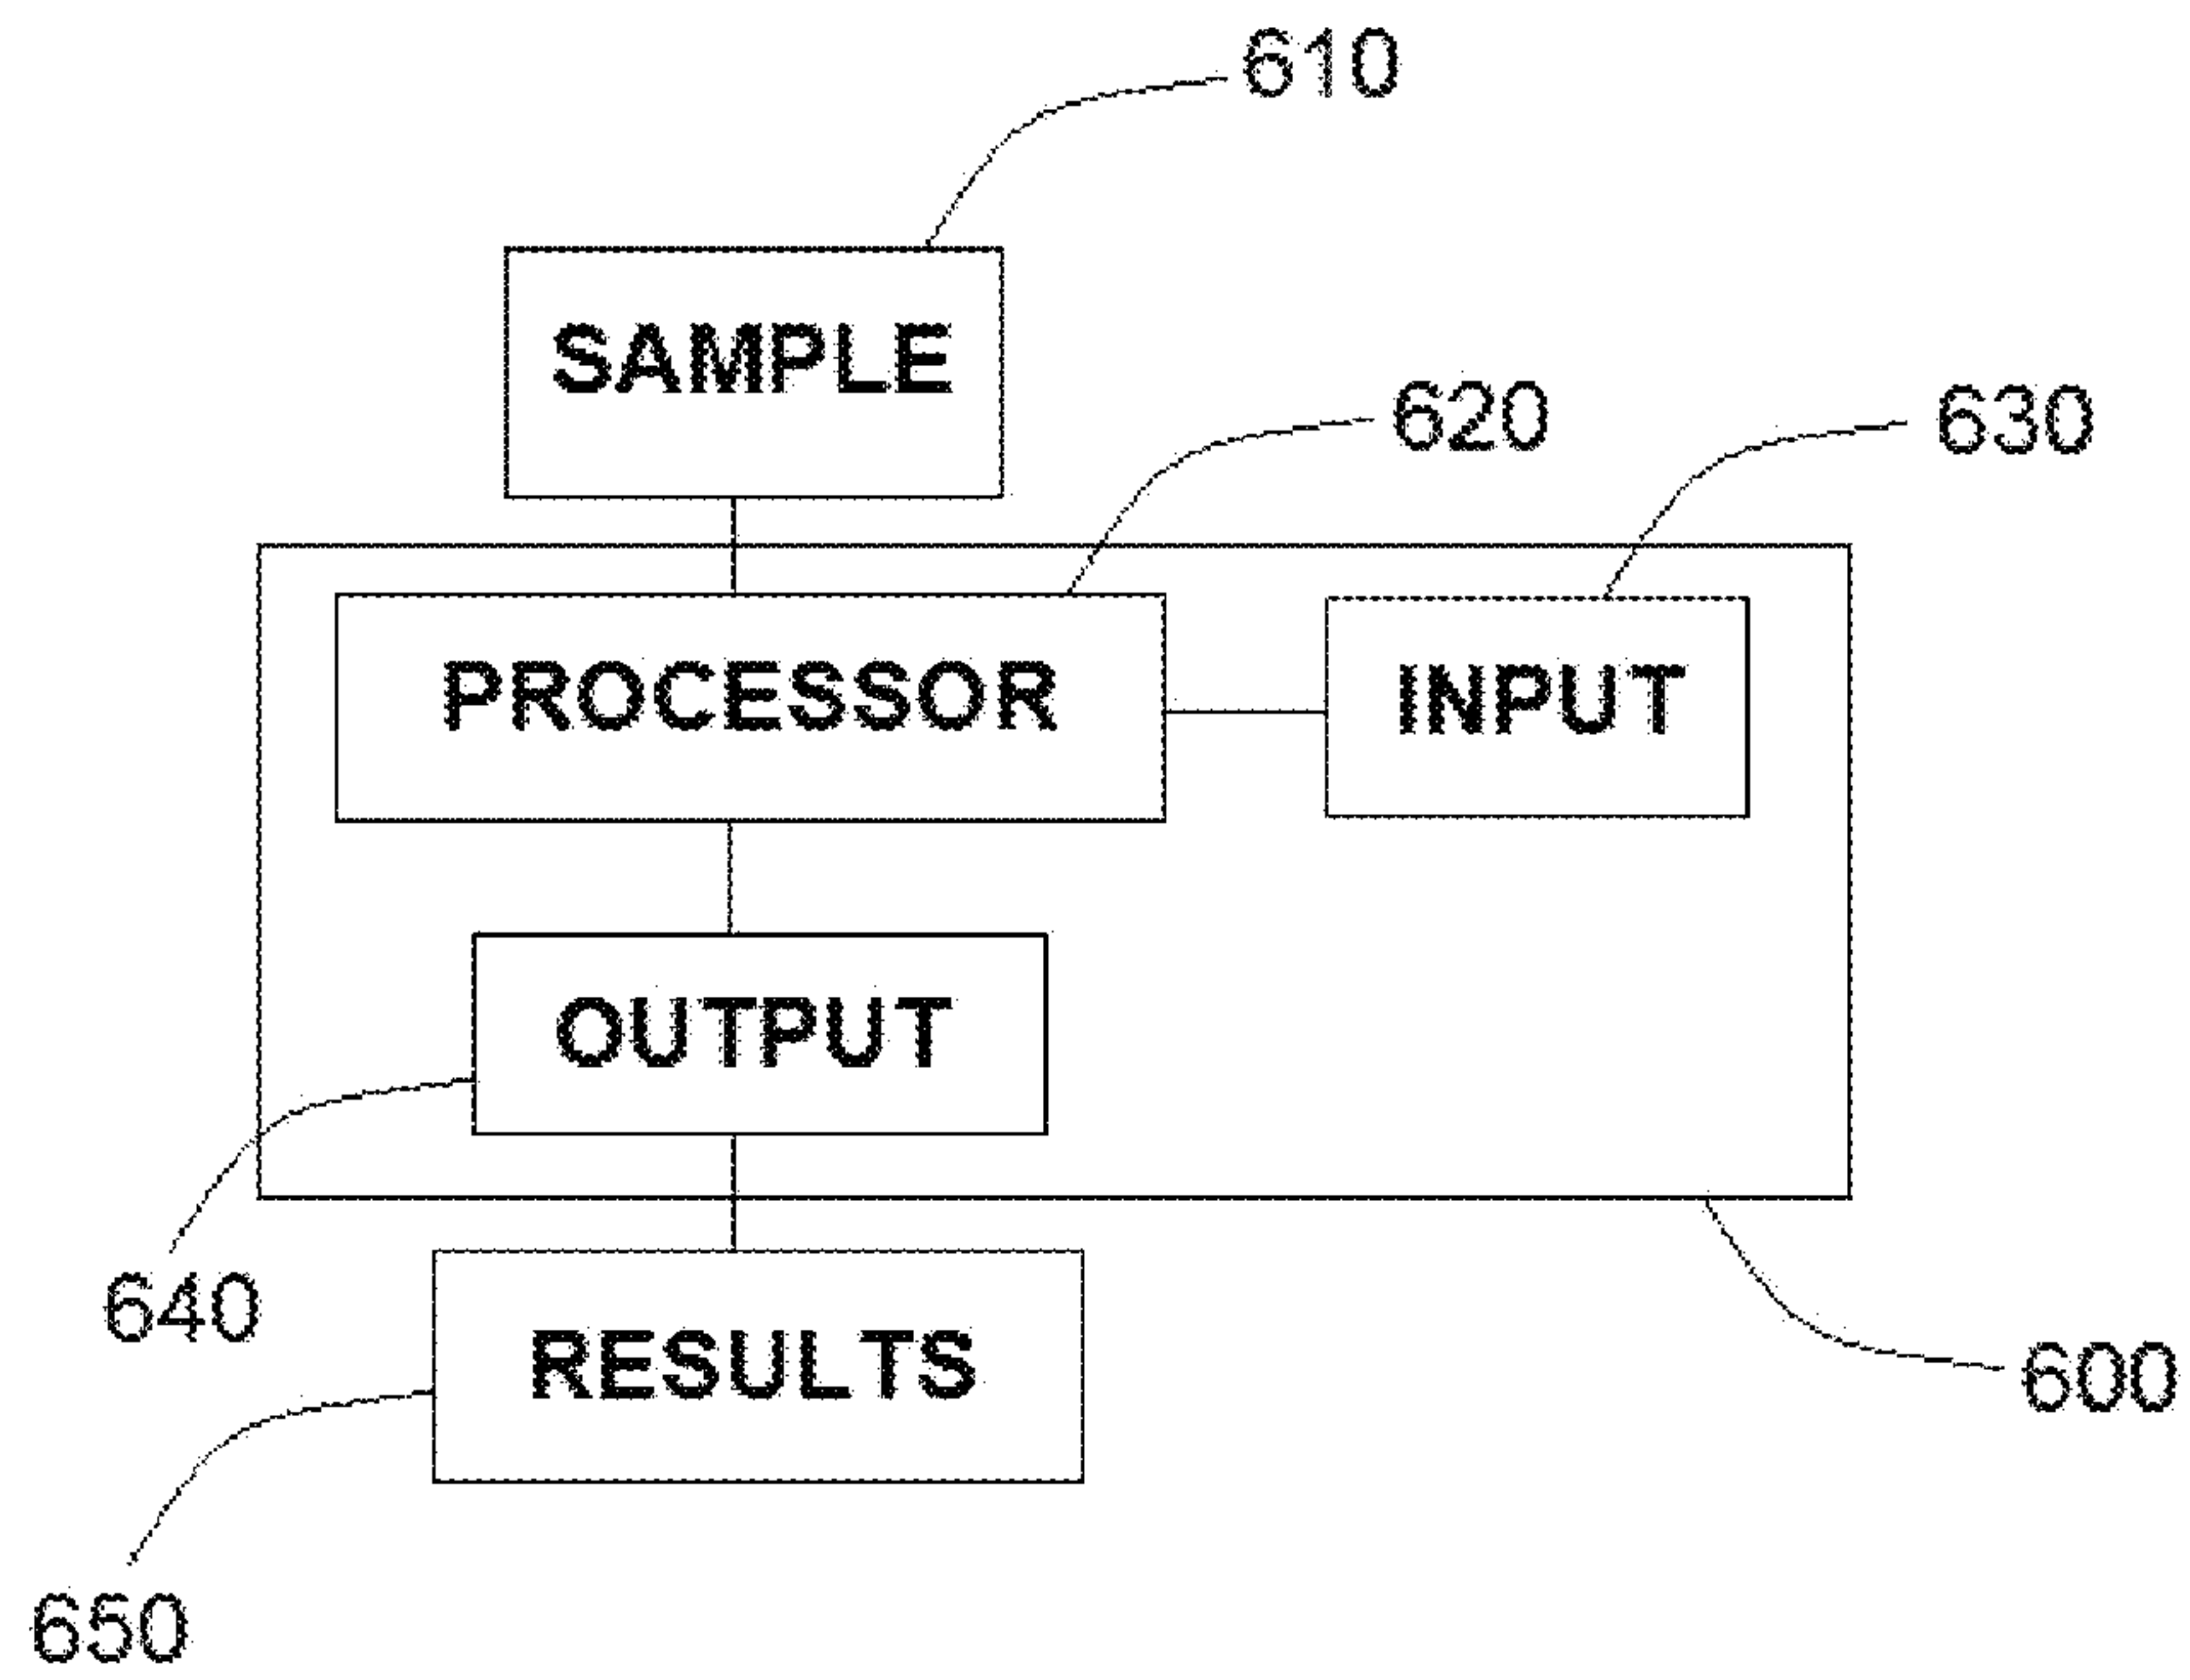 610
SAMPLE
620
630
PROCESSOR
INPUT
OUTPUT
640
RESULTS
600
650